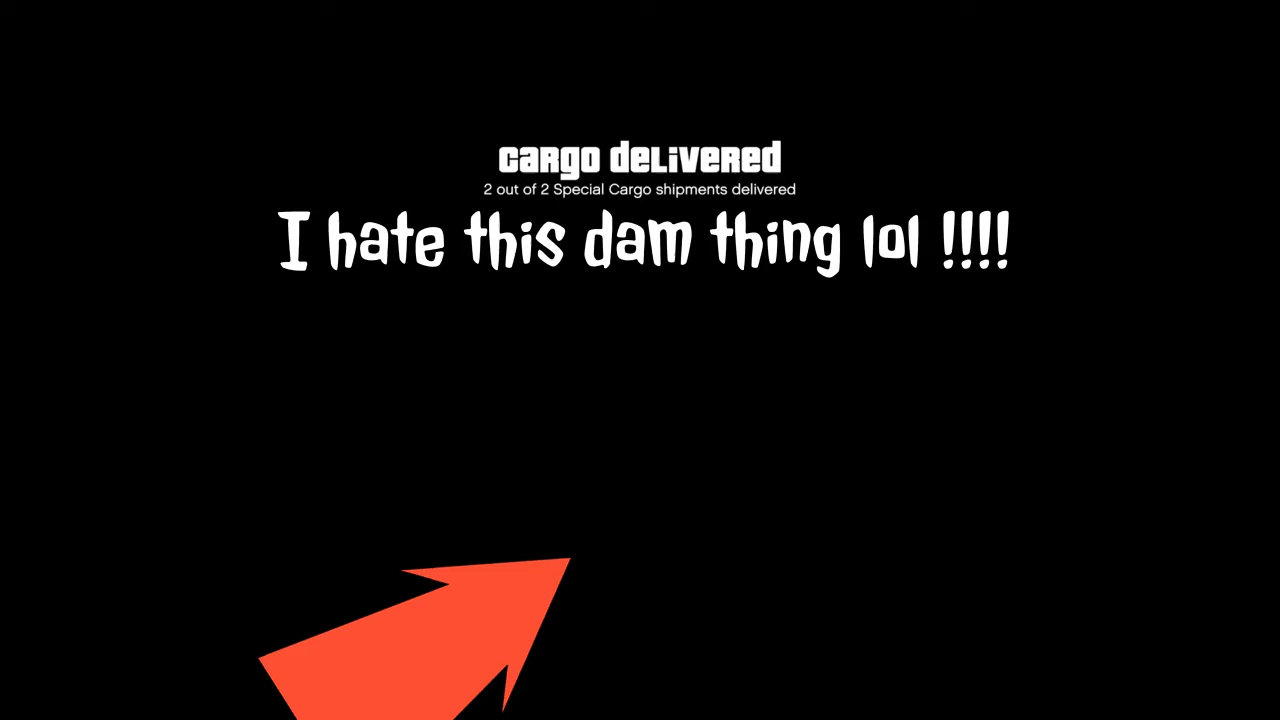 cargo delivered
2 out of 2 Special Cargo shipments delivered
I hate this dam thing lol !!!!